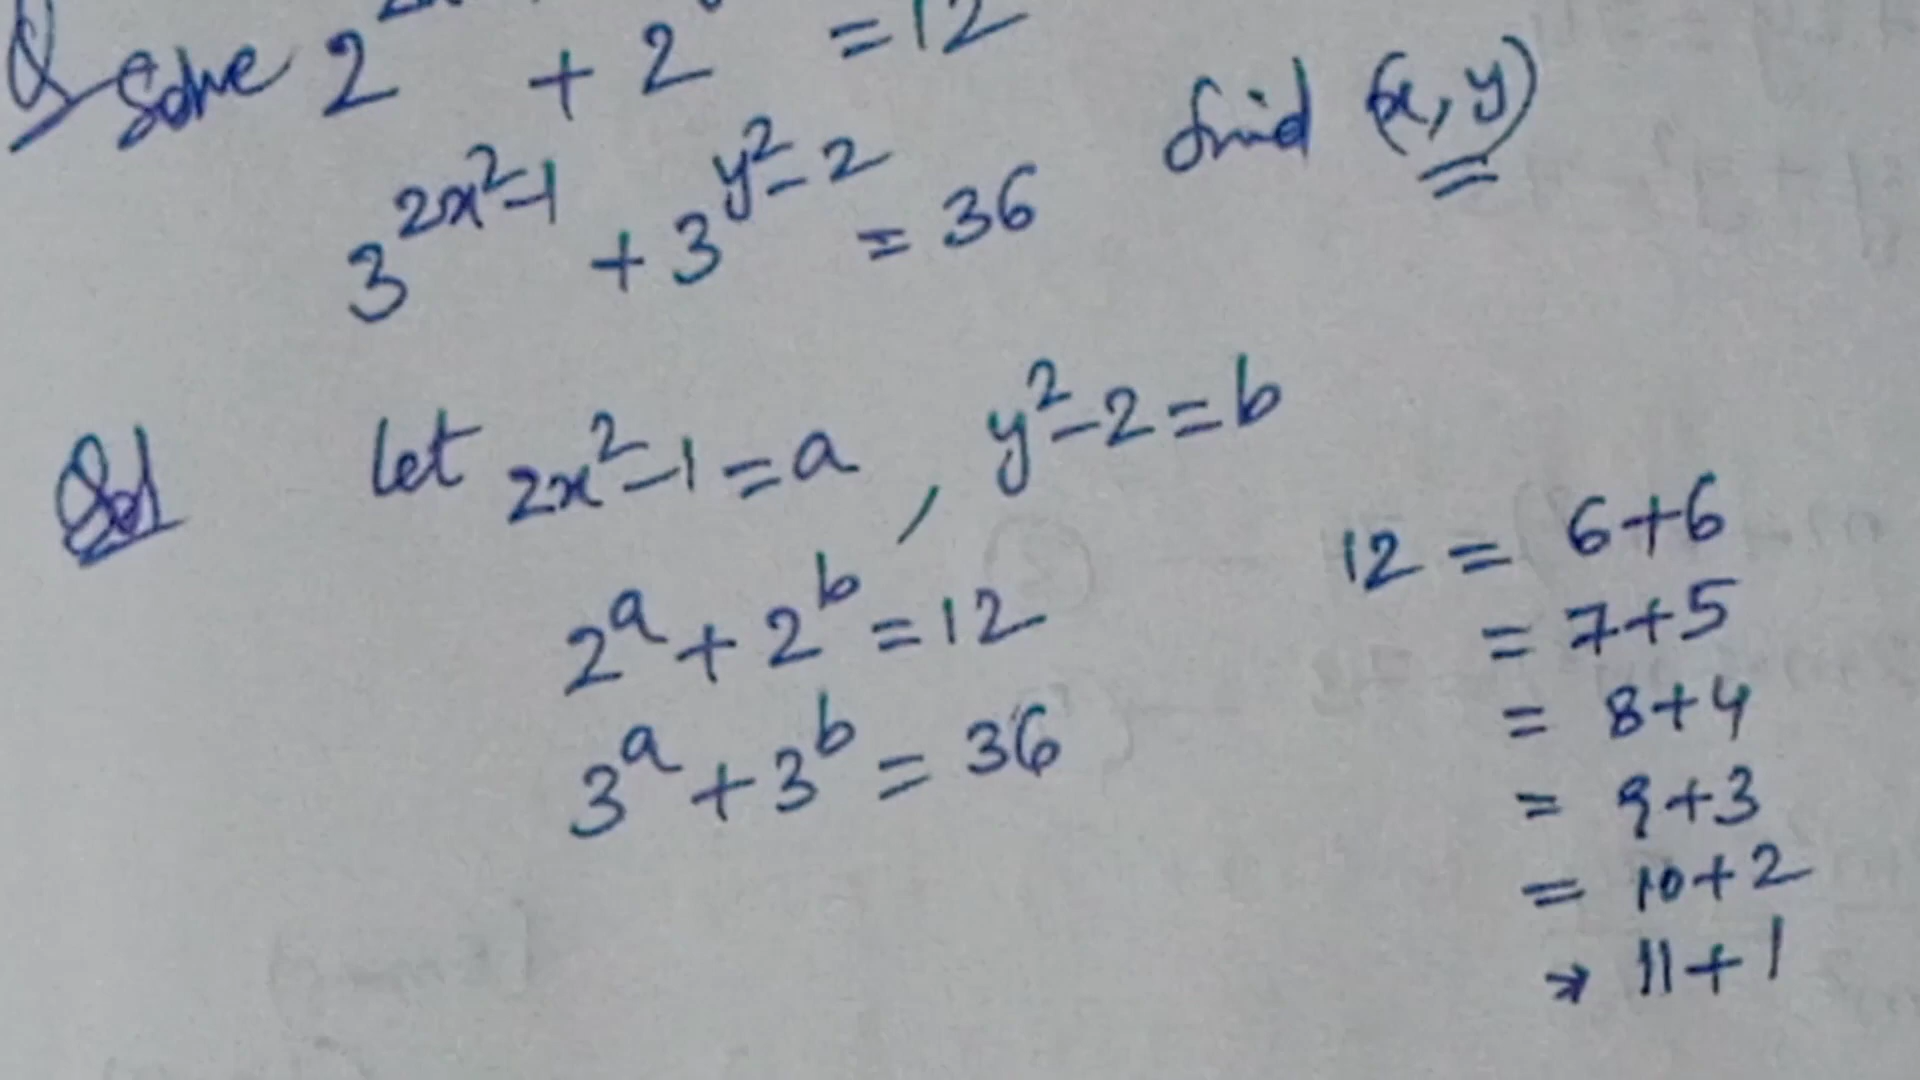 Q Solve 2^2x + 2 = 12
3^(2x²-1) + 3^(y²-2) = 36 find (x, y)
Sol let 2x²-1 = a, y²-2 = b
2^a + 2^b = 12
3^a + 3^b = 36
12 = 6+6
= 7+5
= 8+4
= 9+3
= 10+2
→ 11+1